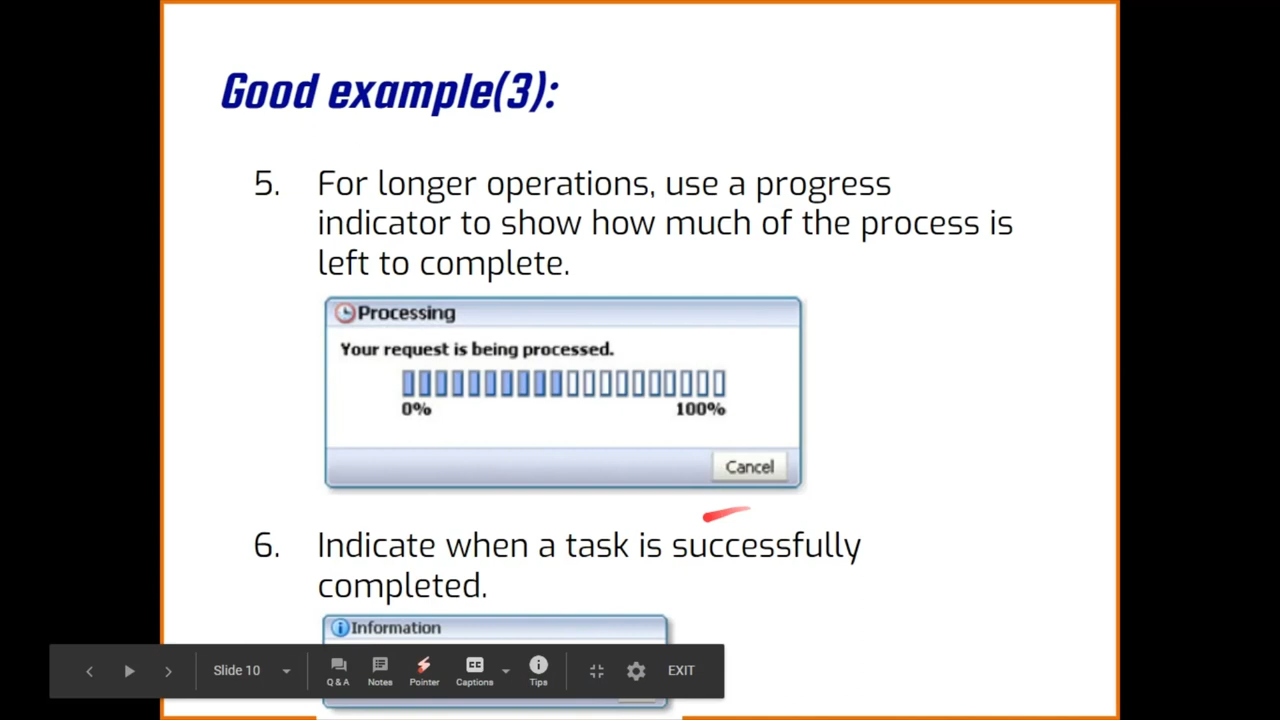 Good example(3):
5. For longer operations, use a progress
indicator to show how much of the process is
left to complete.
Processing
Your request is being processed.
0% 100%
Cancel
6. Indicate when a task is successfully
completed.
Information
Slide 10
Q & A Notes Pointer CC Captions Tips EXIT